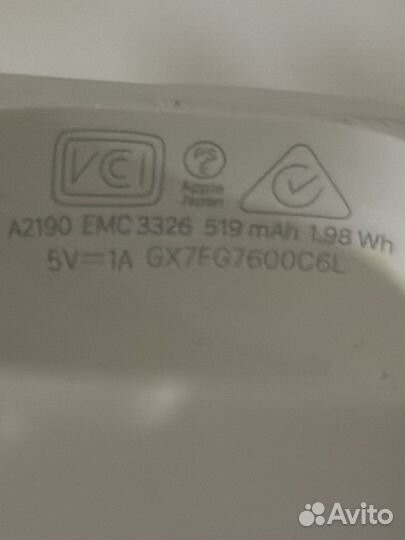 VCI
PS
E
Apple
Japan
A2190 EMC 3326 519 mAh 1.98 Wh
5V⎓1A GX7FG7600C6L
Avito